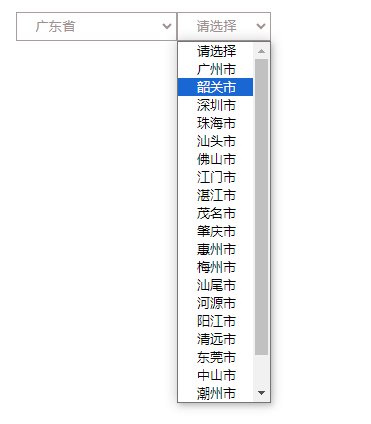 广东省 请选择
请选择
广州市
韶关市
深圳市
珠海市
汕头市
佛山市
江门市
湛江市
茂名市
肇庆市
惠州市
梅州市
汕尾市
河源市
阳江市
清远市
东莞市
中山市
潮州市